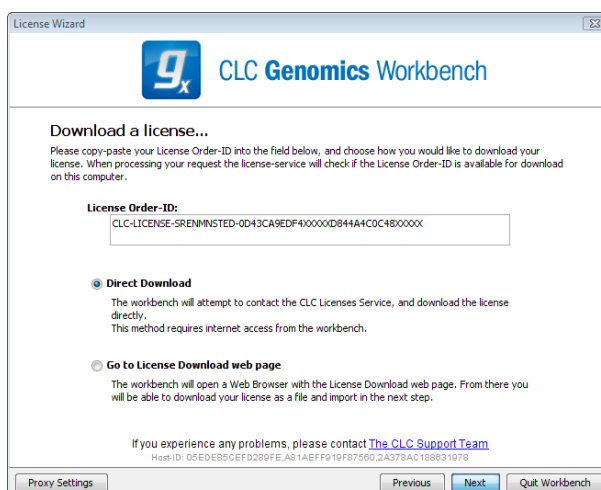 License Wizard
gx CLC Genomics Workbench
Download a license...
Please copy-paste your License Order-ID into the field below, and choose how you would like to download your
license. When processing your request the license-service will check if the License Order-ID is available for download
on this computer.
License Order-ID:
CLC-LICENSE-SRENMNSTED-0D43CA9EDF4XXXXXD844A4C0C48XXXXX
Direct Download
The workbench will attempt to contact the CLC Licenses Service, and download the license
directly.
This method requires internet access from the workbench.
Go to License Download web page
The workbench will open a Web Browser with the License Download web page. From there you
will be able to download your license as a file and import in the next step.
If you experience any problems, please contact The CLC Support Team
Host-ID: 05EDE85CEFD289FE,A81AEFF919F87560,2A378AC188631978
Proxy Settings Previous Next Quit Workbench